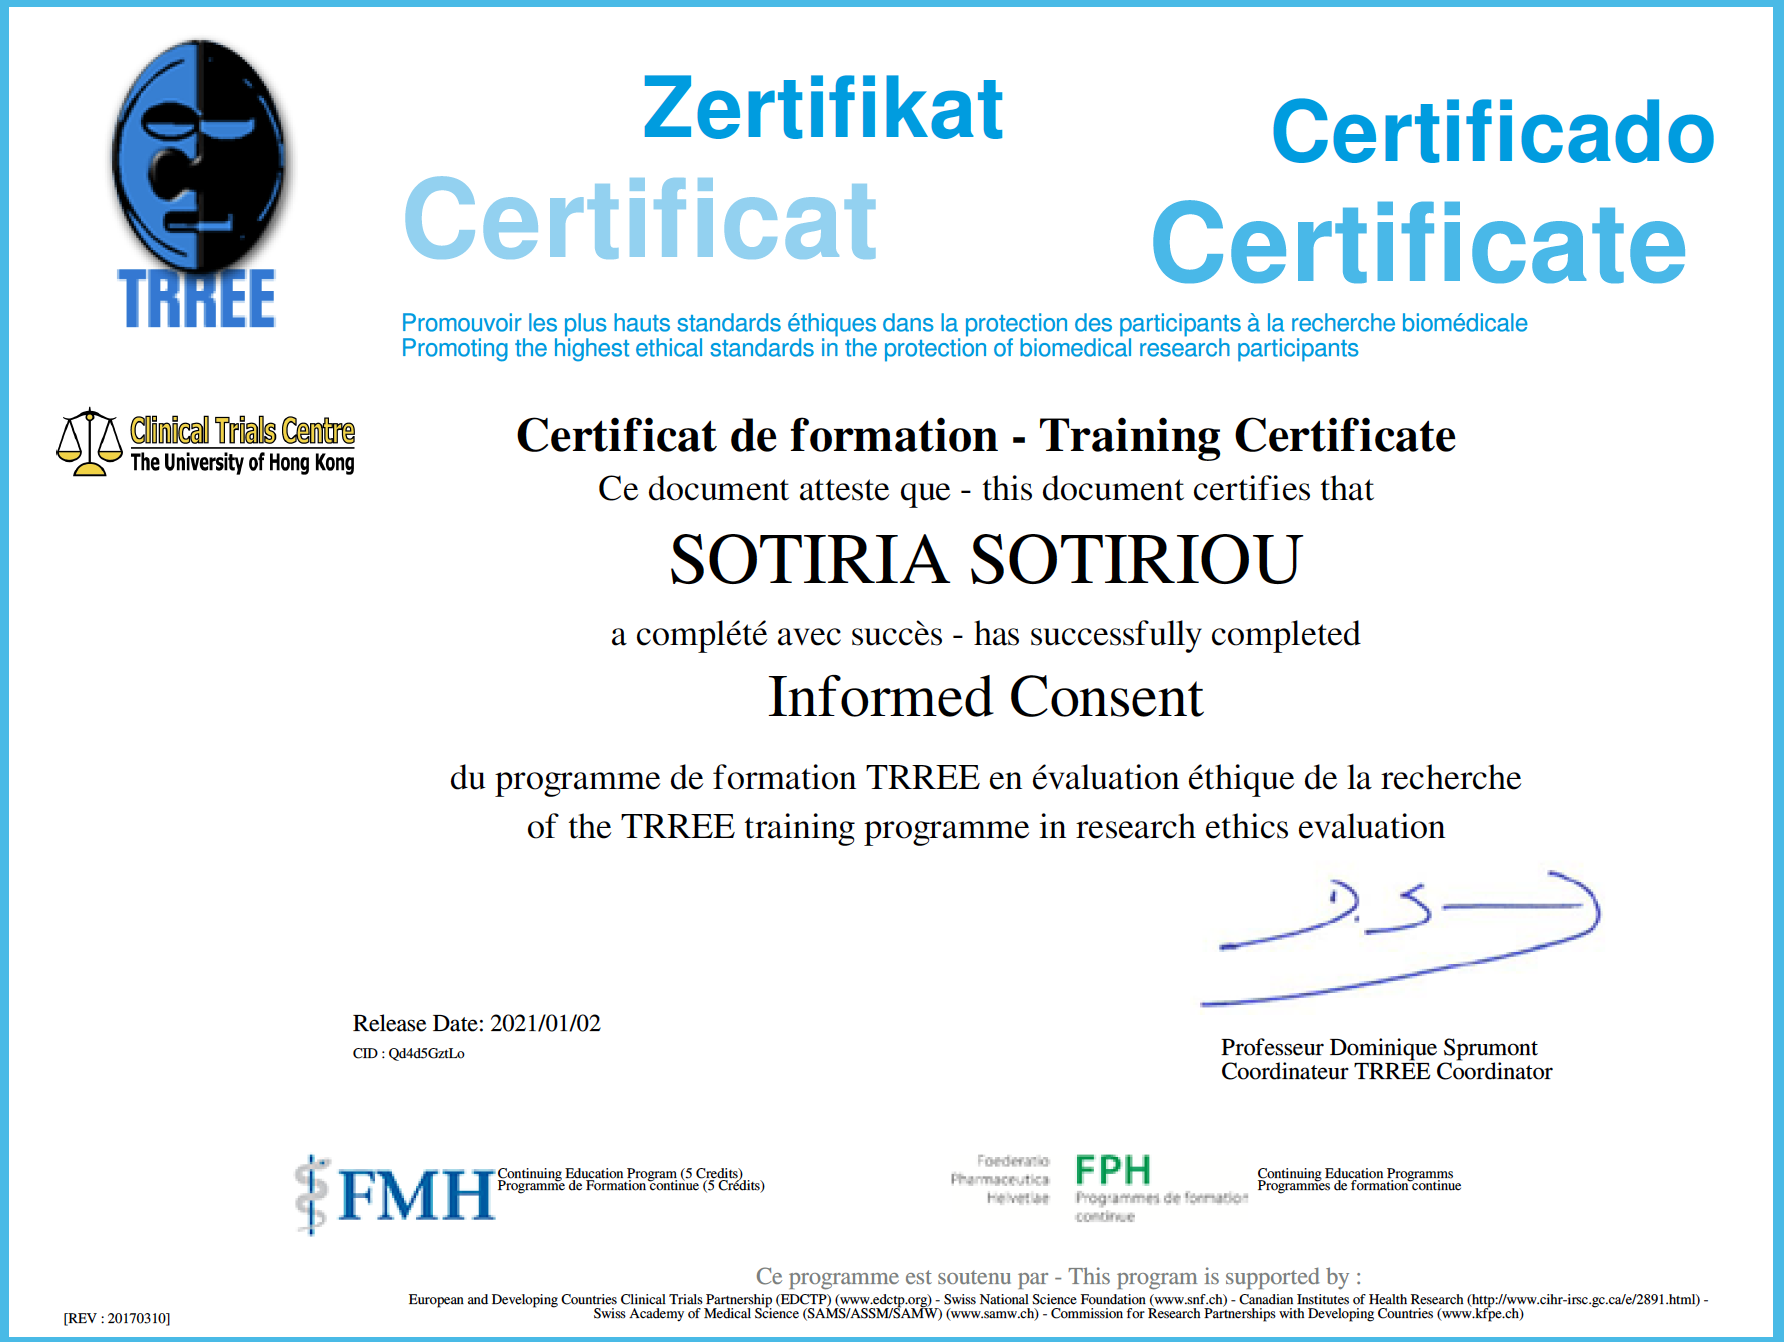 Zertifikat
Certificado
Certificat
Certificate
TRREE
Promouvoir les plus hauts standards éthiques dans la protection des participants à la recherche biomédicale
Promoting the highest ethical standards in the protection of biomedical research participants
Clinical Trials Centre
The University of Hong Kong
Certificat de formation - Training Certificate
Ce document atteste que - this document certifies that
SOTIRIA SOTIRIOU
a complété avec succès - has successfully completed
Informed Consent
du programme de formation TRREE en évaluation éthique de la recherche
of the TRREE training programme in research ethics evaluation
D. S
Release Date: 2021/01/02
CID : Qd4d5GztLo
Professeur Dominique Sprumont
Coordinateur TRREE Coordinator
FMH
Continuing Education Program (5 Credits)
Programme de Formation continue (5 Crédits)
Foederatio
Pharmaceutica
Helvetiae
FPH
Programmes de formation
continue
Continuing Education Programms
Programmes de formation continue
Ce programme est soutenu par - This program is supported by :
European and Developing Countries Clinical Trials Partnership (EDCTP) (www.edctp.org) - Swiss National Science Foundation (www.snf.ch) - Canadian Institutes of Health Research (http://www.cihr-irsc.gc.ca/e/2891.html) -
Swiss Academy of Medical Science (SAMS/ASSM/SAMW) (www.samw.ch) - Commission for Research Partnerships with Developing Countries (www.kfpe.ch)
[REV : 20170310]